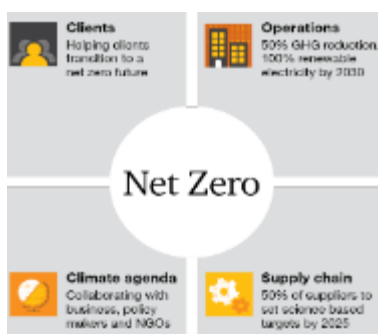 Clients
Helping clients
transition to a
net zero future
Operations
50% GHG reduction,
100% renewable
electricity by 2030
Net Zero
Climate agenda
Collaborating with
business, policy
makers and NGOs
Supply chain
50% of suppliers to
set science based
targets by 2025